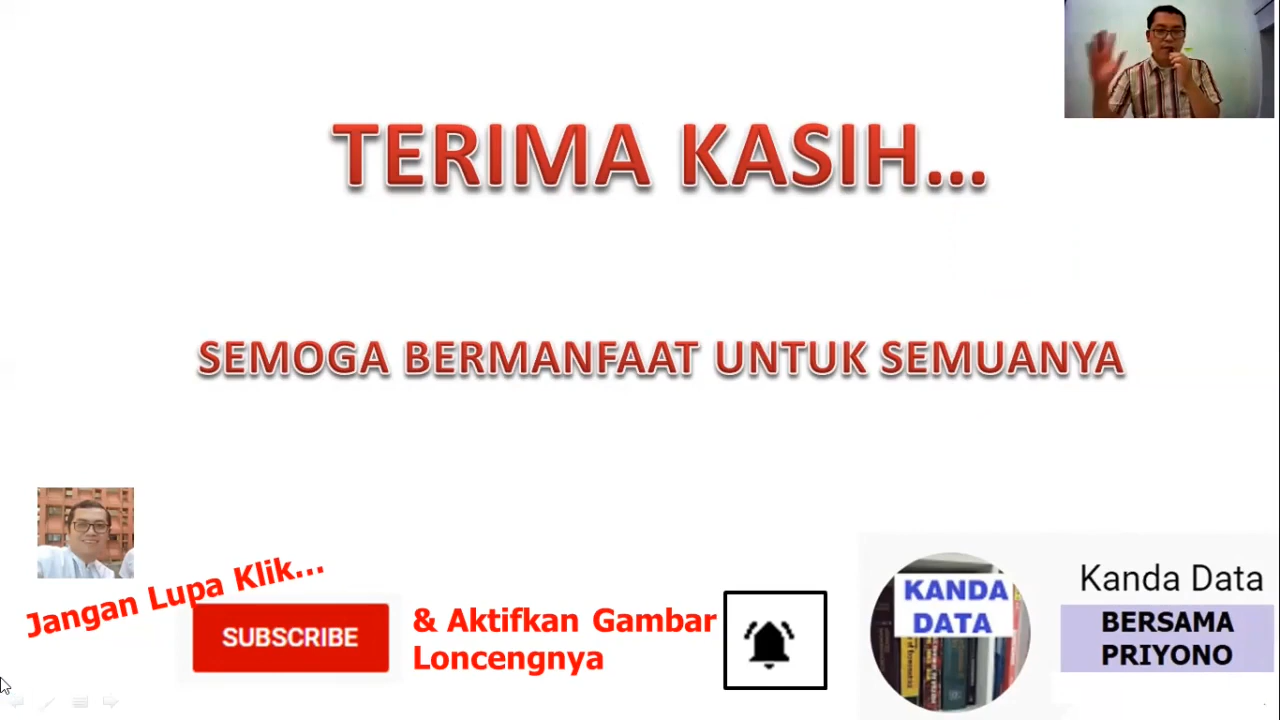 TERIMA KASIH...
SEMOGA BERMANFAAT UNTUK SEMUANYA
Jangan Lupa Klik...
SUBSCRIBE
& Aktifkan Gambar
Loncengnya
KANDA
DATA
Kanda Data
BERSAMA
PRIYONO